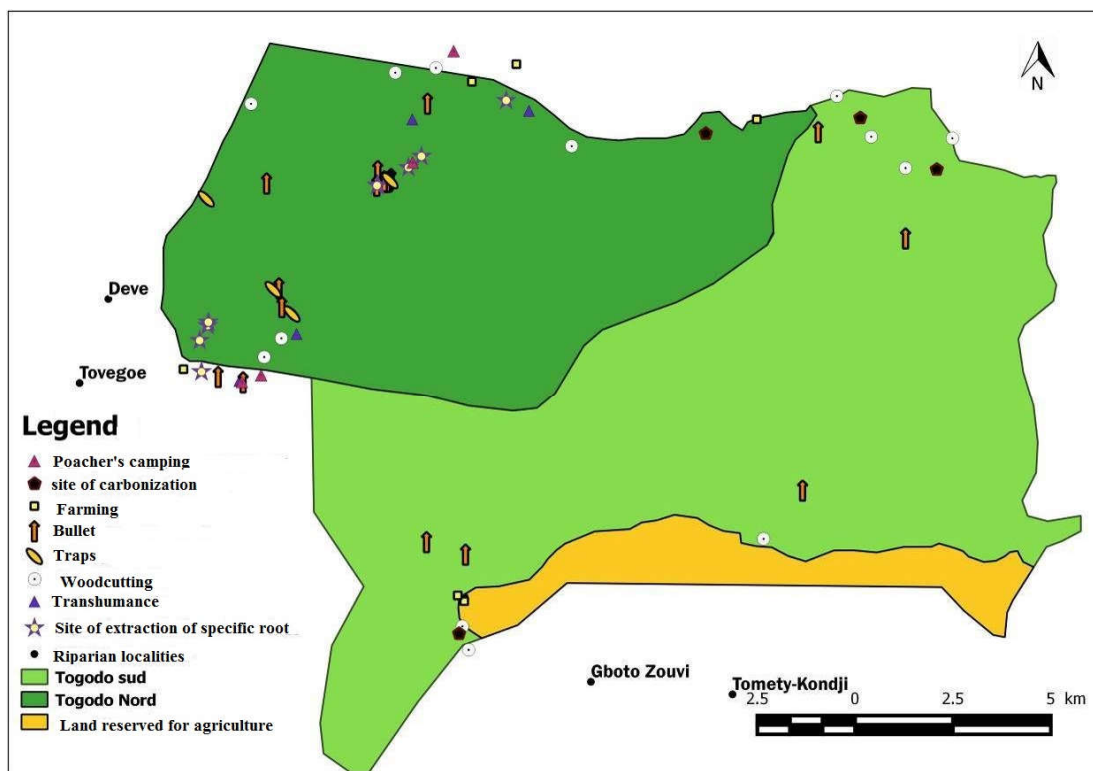 N
Deve
Tovegoe
Legend
Poacher's camping
site of carbonization
Farming
Bullet
Traps
Woodcutting
Transhumance
Site of extraction of specific root
Riparian localities
Togodo sud
Togodo Nord
Land reserved for agriculture
Gboto Zouvi
Tomety-Kondji
2.5 0 2.5 5 km